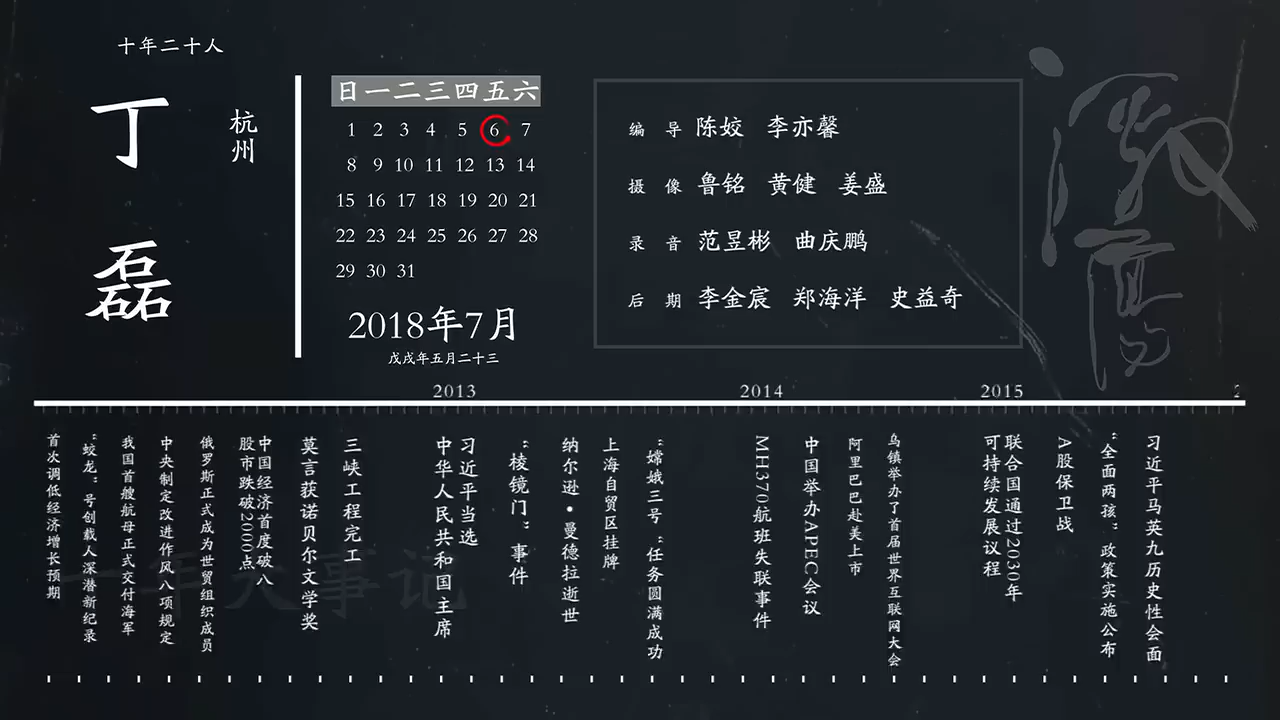 十年二十人
丁磊
杭州
日一二三四五六
1 2 3 4 5 6 7
8 9 10 11 12 13 14
15 16 17 18 19 20 21
22 23 24 25 26 27 28
29 30 31
2018年7月
戊戌年五月二十三
编导 陈姣 李亦馨
摄像 鲁铭 黄健 姜盛
录音 范昱彬 曲庆鹏
后期 李金宸 郑海洋 史益奇
2013 2014 2015
首次调低经济增长预期
“蛟龙”号创载人深潜新纪录
我国首艘航母正式交付海军
中央制定改进作风八项规定
俄罗斯正式成为世贸组织成员
中国经济首度破八
股市跌破2000点
莫言获诺贝尔文学奖
三峡工程完工
习近平当选
中华人民共和国主席
“棱镜门”事件
纳尔逊·曼德拉逝世
上海自贸区挂牌
“嫦娥三号”任务圆满成功
MH370航班失联事件
中国举办APEC会议
阿里巴巴赴美上市
乌镇举办了首届世界互联网大会
联合国通过2030年
可持续发展议程
A股保卫战
“全面两孩”政策实施公布
习近平马英九历史性会面
十年大事记